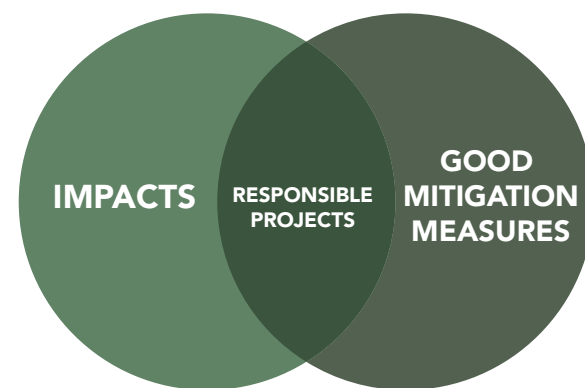 IMPACTS
RESPONSIBLE
PROJECTS
GOOD
MITIGATION
MEASURES